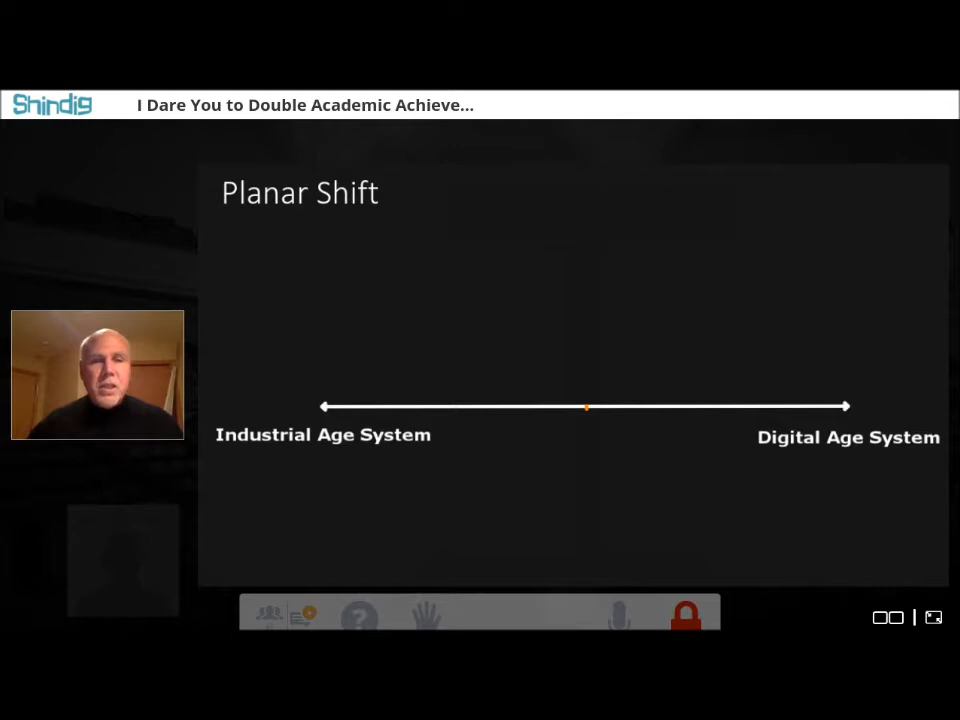 Shindig
I Dare You to Double Academic Achieve...
Planar Shift
Industrial Age System
Digital Age System
?